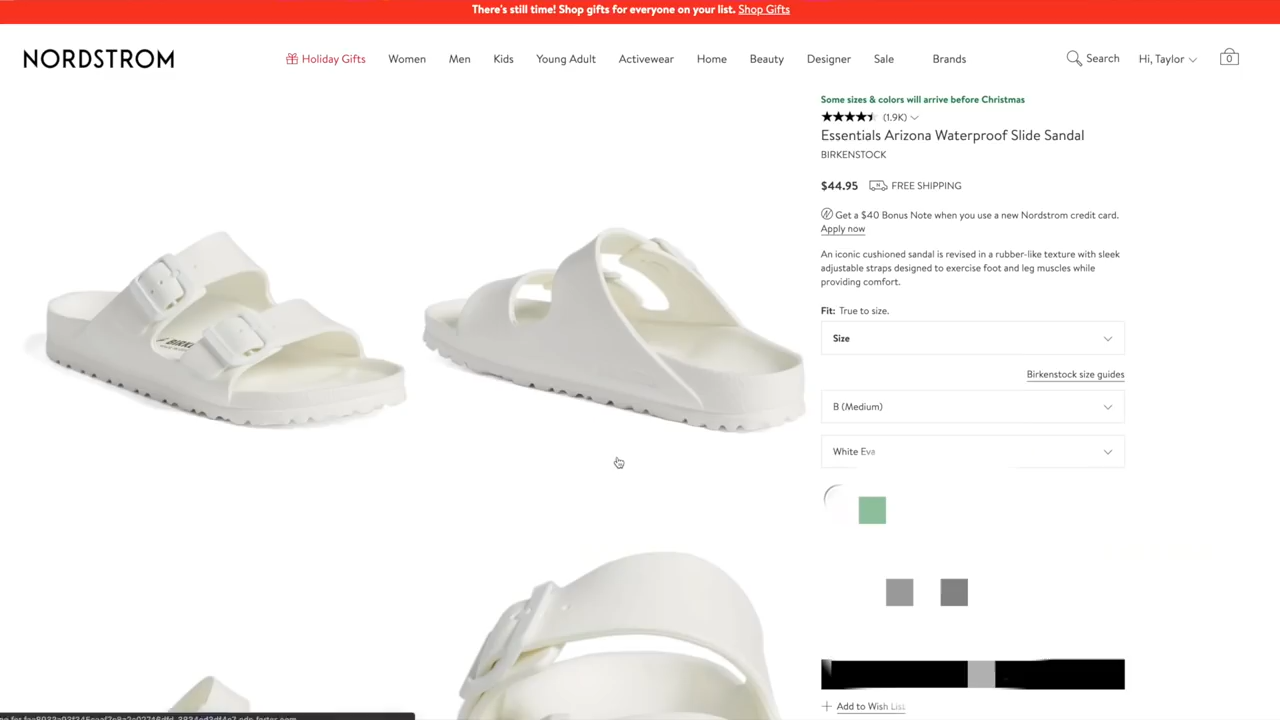 There's still time! Shop gifts for everyone on your list. Shop Gifts
NORDSTROM
Holiday Gifts Women Men Kids Young Adult Activewear Home Beauty Designer Sale Brands
Search
Hi, Taylor
0
Some sizes & colors will arrive before Christmas
(1.9K)
Essentials Arizona Waterproof Slide Sandal
BIRKENSTOCK
$44.95 FREE SHIPPING
Get a $40 Bonus Note when you use a new Nordstrom credit card.
Apply now
An iconic cushioned sandal is revised in a rubber-like texture with sleek
adjustable straps designed to exercise foot and leg muscles while
providing comfort.
Fit: True to size.
Size
Birkenstock size guides
B (Medium)
White Eva
Add to Wish List